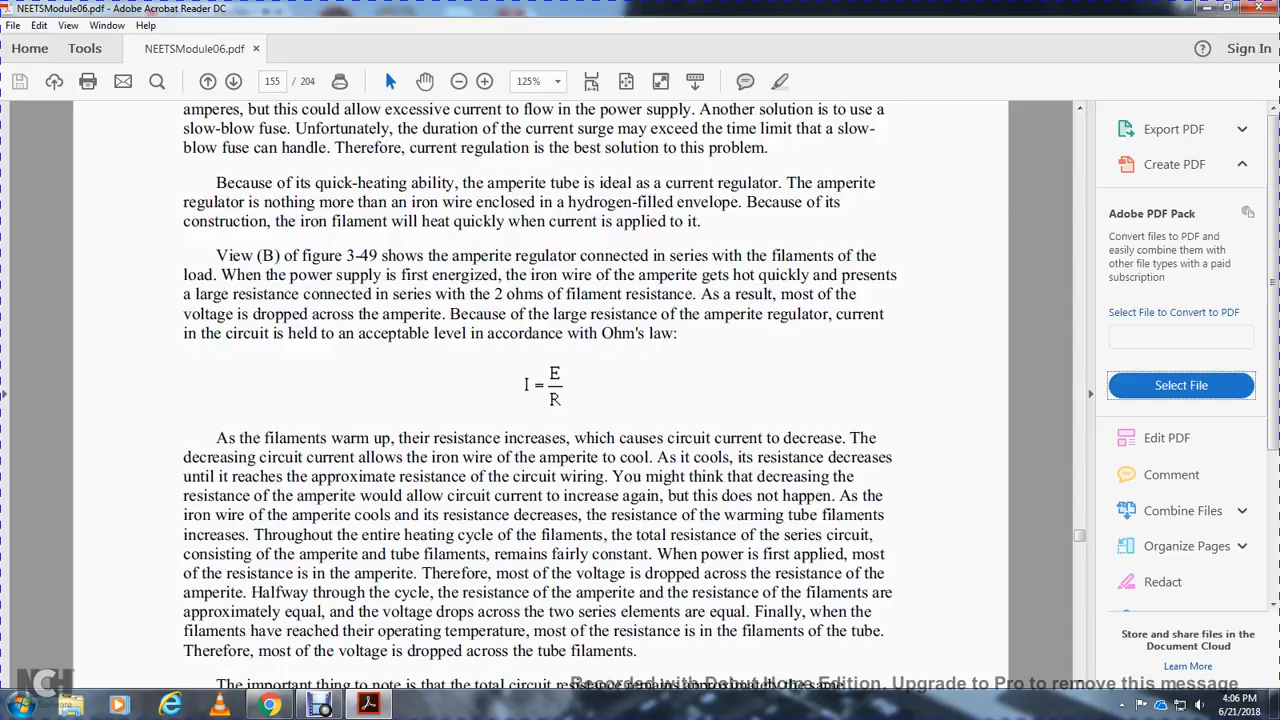 NEETSModule06.pdf - Adobe Acrobat Reader DC
File Edit View Window Help
Home Tools NEETSModule06.pdf × Sign In
155 / 204 125%
amperes, but this could allow excessive current to flow in the power supply. Another solution is to use a
slow-blow fuse. Unfortunately, the duration of the current surge may exceed the time limit that a slow-
blow fuse can handle. Therefore, current regulation is the best solution to this problem.
Because of its quick-heating ability, the amperite tube is ideal as a current regulator. The amperite
regulator is nothing more than an iron wire enclosed in a hydrogen-filled envelope. Because of its
construction, the iron filament will heat quickly when current is applied to it.
View (B) of figure 3-49 shows the amperite regulator connected in series with the filaments of the
load. When the power supply is first energized, the iron wire of the amperite gets hot quickly and presents
a large resistance connected in series with the 2 ohms of filament resistance. As a result, most of the
voltage is dropped across the amperite. Because of the large resistance of the amperite regulator, current
in the circuit is held to an acceptable level in accordance with Ohm's law:
I = E
R
As the filaments warm up, their resistance increases, which causes circuit current to decrease. The
decreasing circuit current allows the iron wire of the amperite to cool. As it cools, its resistance decreases
until it reaches the approximate resistance of the circuit wiring. You might think that decreasing the
resistance of the amperite would allow circuit current to increase again, but this does not happen. As the
iron wire of the amperite cools and its resistance decreases, the resistance of the warming tube filaments
increases. Throughout the entire heating cycle of the filaments, the total resistance of the series circuit,
consisting of the amperite and tube filaments, remains fairly constant. When power is first applied, most
of the resistance is in the amperite. Therefore, most of the voltage is dropped across the resistance of the
amperite. Halfway through the cycle, the resistance of the amperite and the resistance of the filaments are
approximately equal, and the voltage drops across the two series elements are equal. Finally, when the
filaments have reached their operating temperature, most of the resistance is in the filaments of the tube.
Therefore, most of the voltage is dropped across the tube filaments.
The important thing to note is that the total circuit resistance remains approximately the same
Export PDF
Create PDF
Adobe PDF Pack
Convert files to PDF and
easily combine them with
other file types with a paid
subscription
Select File to Convert to PDF
Select File
Edit PDF
Comment
Combine Files
Organize Pages
Redact
Store and share files in the
Document Cloud
Learn More
NCH
Software
Recorded with Debut Home Edition. Upgrade to Pro to remove this message
4:06 PM
6/21/2018